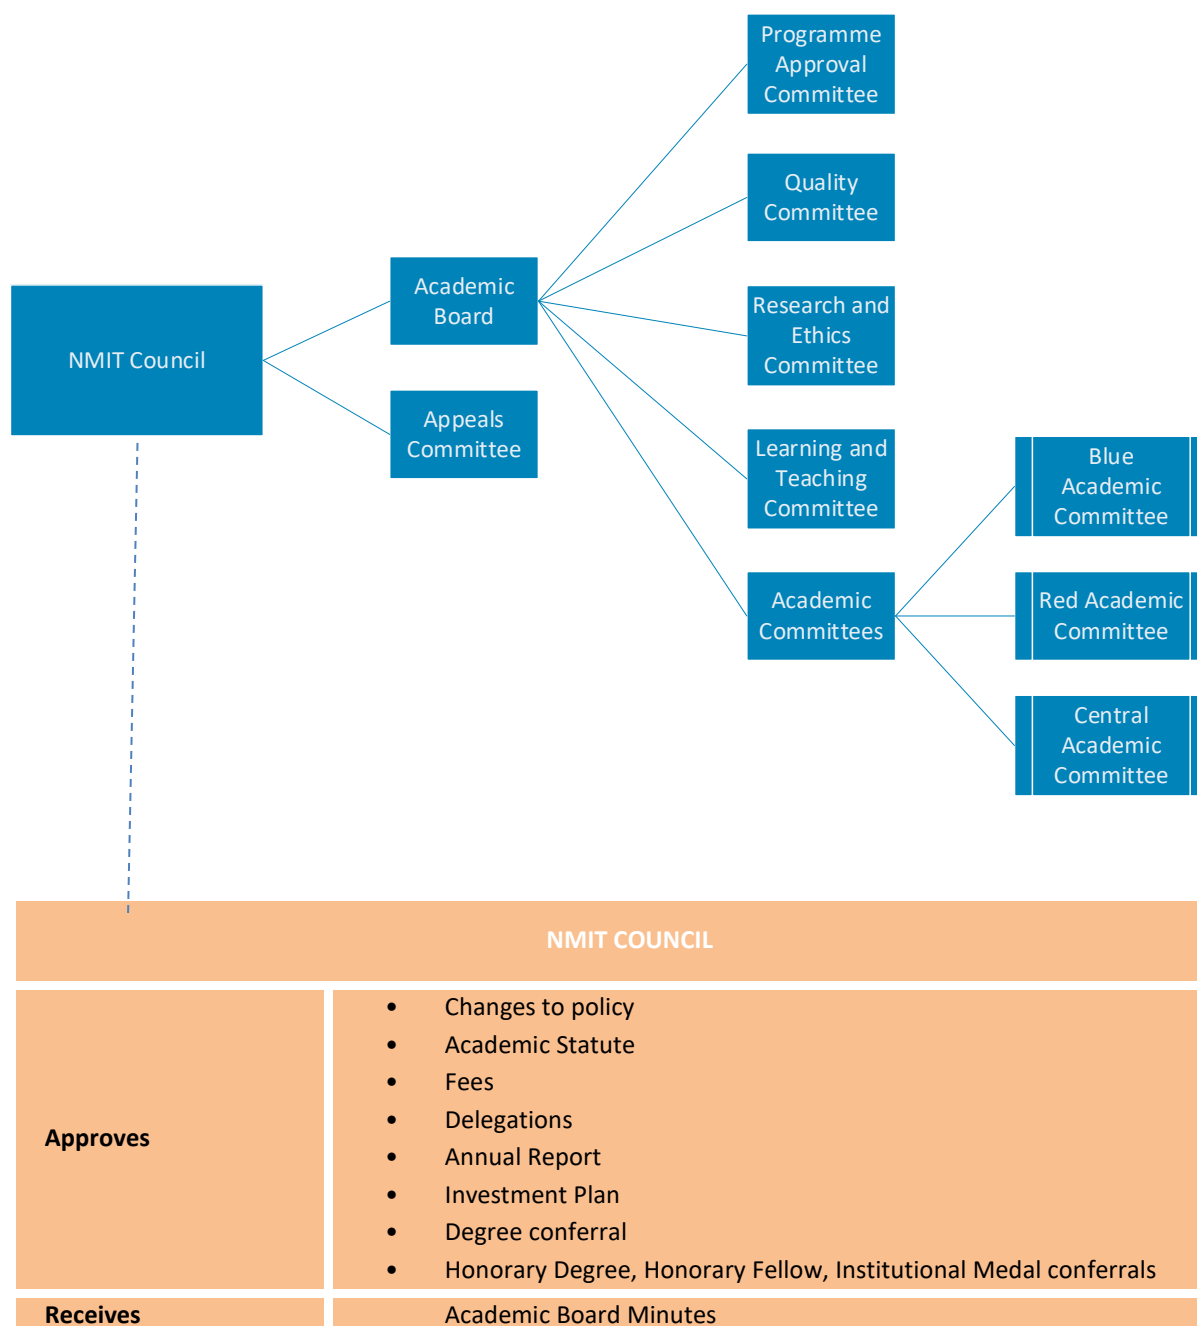 Programme
Approval
Committee
Quality
Committee
Academic
Board
Research and
Ethics
Committee
NMIT Council
Appeals
Committee
Learning and
Teaching
Committee
Blue
Academic
Committee
Academic
Committees
Red Academic
Committee
Central
Academic
Committee
NMIT COUNCIL
Approves
• Changes to policy
• Academic Statute
• Fees
• Delegations
• Annual Report
• Investment Plan
• Degree conferral
• Honorary Degree, Honorary Fellow, Institutional Medal conferrals
Receives Academic Board Minutes